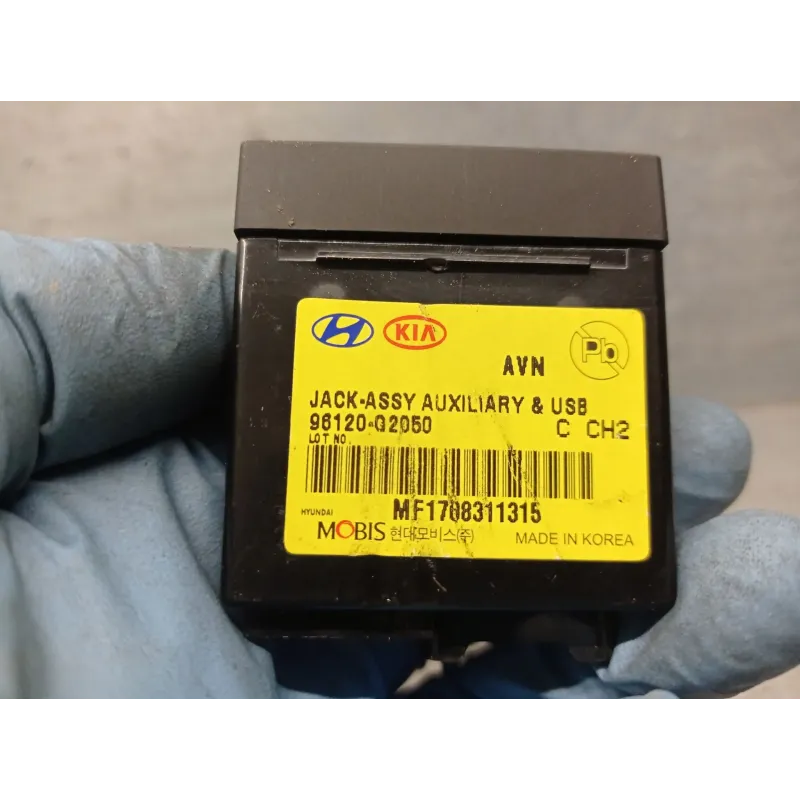 KIA
AVN
Pb
JACK-ASSY AUXILIARY & USB
96120-G2050 C CH2
LOT NO.
MF1708311315
HYUNDAI
MOBIS 현대모비스(주) MADE IN KOREA